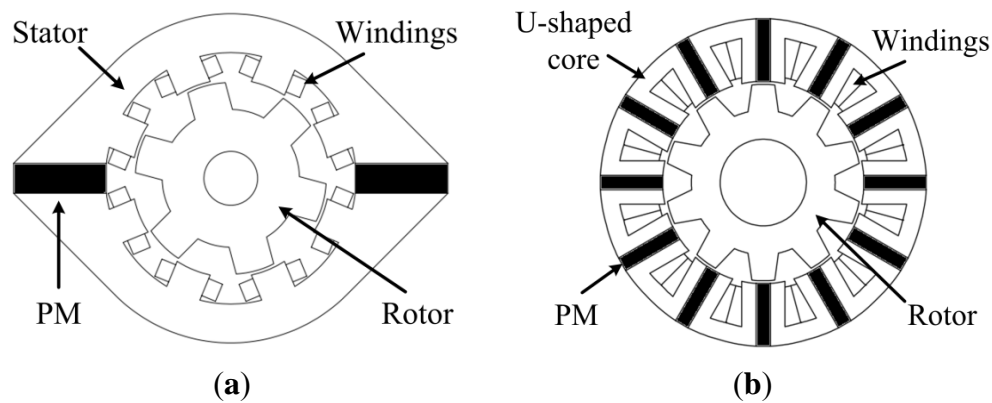 Stator
Windings
PM
Rotor
(a)
U-shaped
core
Windings
PM
Rotor
(b)